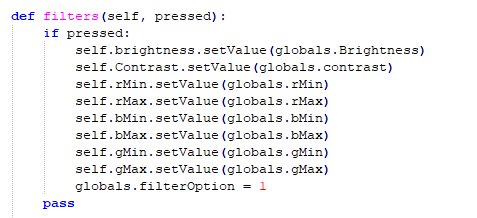 def filters(self, pressed):
    if pressed:
        self.brightness.setValue(globals.Brightness)
        self.Contrast.setValue(globals.contrast)
        self.rMin.setValue(globals.rMin)
        self.rMax.setValue(globals.rMax)
        self.bMin.setValue(globals.bMin)
        self.bMax.setValue(globals.bMax)
        self.gMin.setValue(globals.gMin)
        self.gMax.setValue(globals.gMax)
        globals.filterOption = 1
    pass